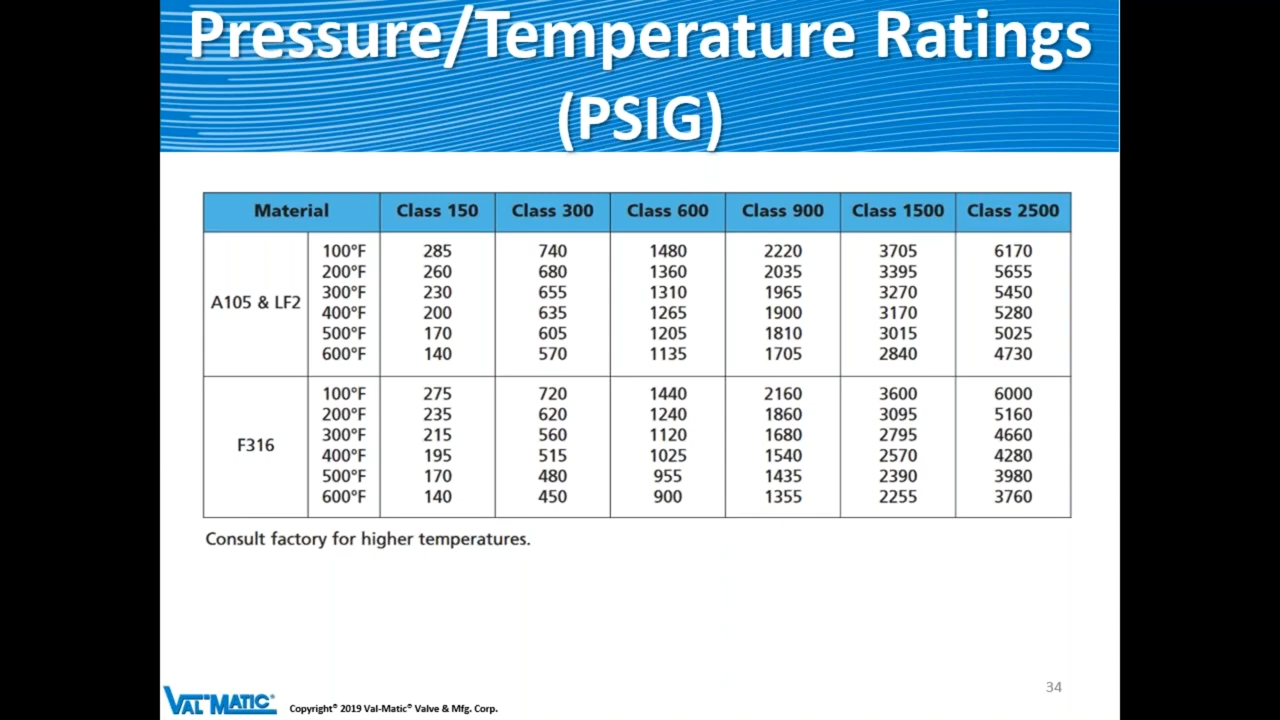 Pressure/Temperature Ratings
(PSIG)
Material Class 150 Class 300 Class 600 Class 900 Class 1500 Class 2500
A105 & LF2
100°F 285 740 1480 2220 3705 6170
200°F 260 680 1360 2035 3395 5655
300°F 230 655 1310 1965 3270 5450
400°F 200 635 1265 1900 3170 5280
500°F 170 605 1205 1810 3015 5025
600°F 140 570 1135 1705 2840 4730
F316
100°F 275 720 1440 2160 3600 6000
200°F 235 620 1240 1860 3095 5160
300°F 215 560 1120 1680 2795 4660
400°F 195 515 1025 1540 2570 4280
500°F 170 480 955 1435 2390 3980
600°F 140 450 900 1355 2255 3760
Consult factory for higher temperatures.
34
VAL-MATIC® Copyright® 2019 Val-Matic® Valve & Mfg. Corp.